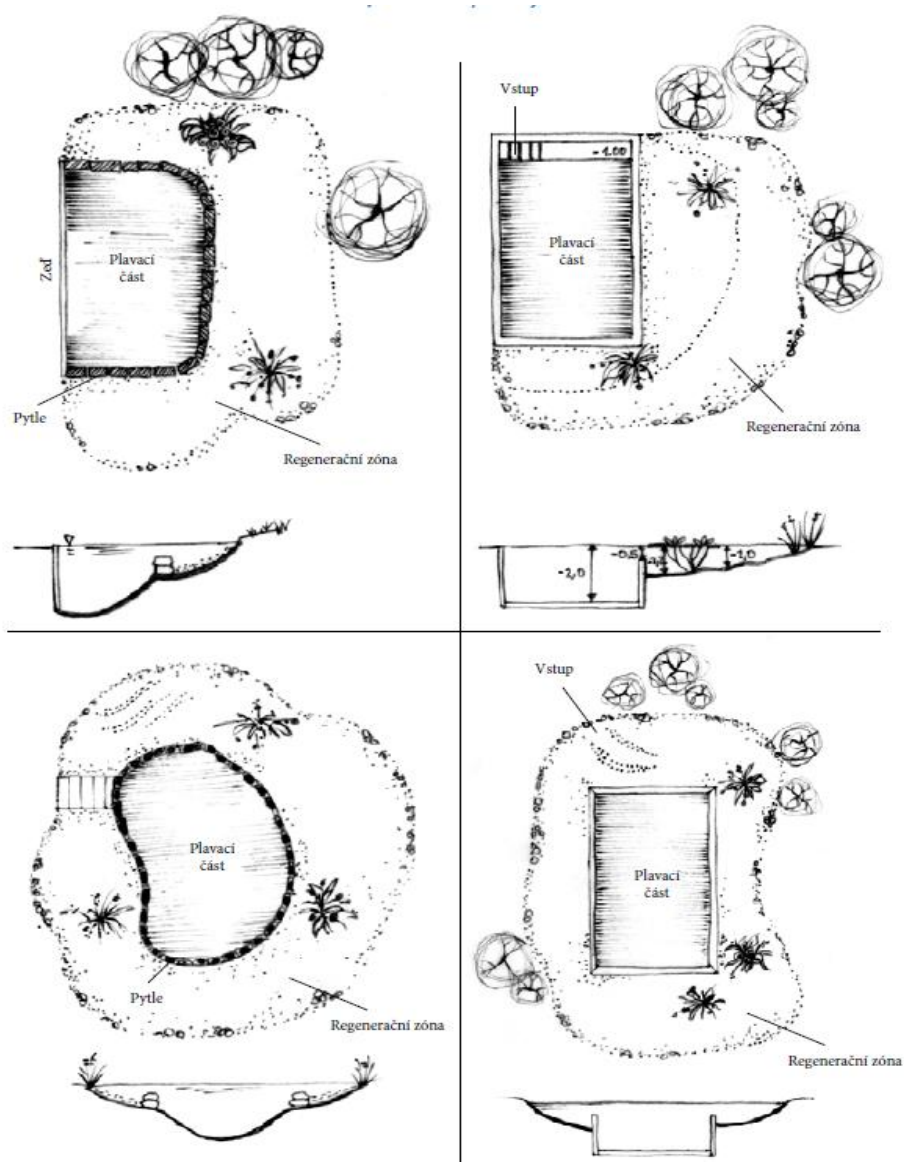 Zeď
Plavací
část
Pytle
Regenerační zóna
Vstup
-1.00
Plavací
část
Regenerační zóna
-2,0
-0,5
-1,0
Plavací
část
Pytle
Regenerační zóna
Vstup
Plavací
část
Regenerační zóna